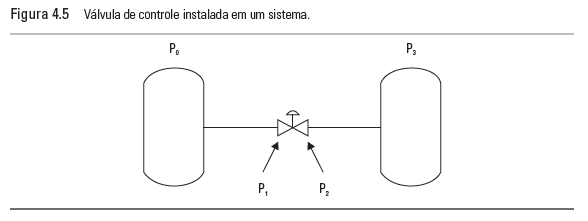 Figura 4.5 Válvula de controle instalada em um sistema.
P₀ P₃
P₁ P₂